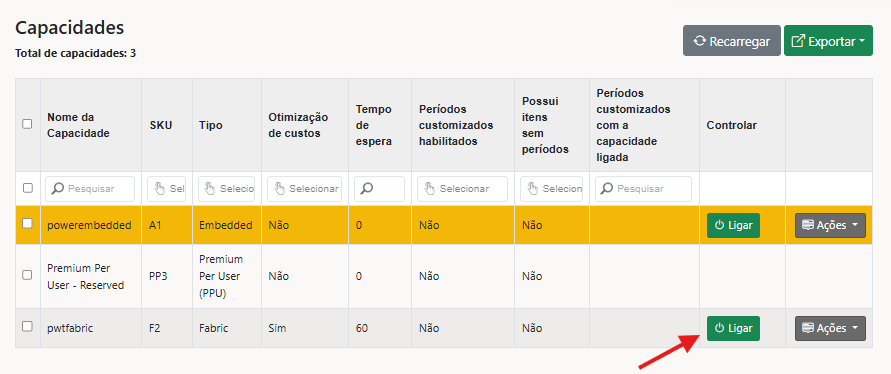 Capacidades
Total de capacidades: 3
Recarregar
Exportar
Nome da
Capacidade
SKU
Tipo
Otimização
de custos
Tempo
de
espera
Períodos
customizados
habilitados
Possui
itens
sem
períodos
Períodos
customizados
com a
capacidade
ligada
Controlar
Pesquisar
Sel
Selecio
Selecionar
Selecionar
Selecion
Pesquisar
powerembedded
A1
Embedded
Não
0
Não
Não
Ligar
Ações
Premium Per
User - Reserved
PP3
Premium
Per User
(PPU)
Não
0
Não
Não
pwtfabric
F2
Fabric
Sim
60
Não
Não
Ligar
Ações